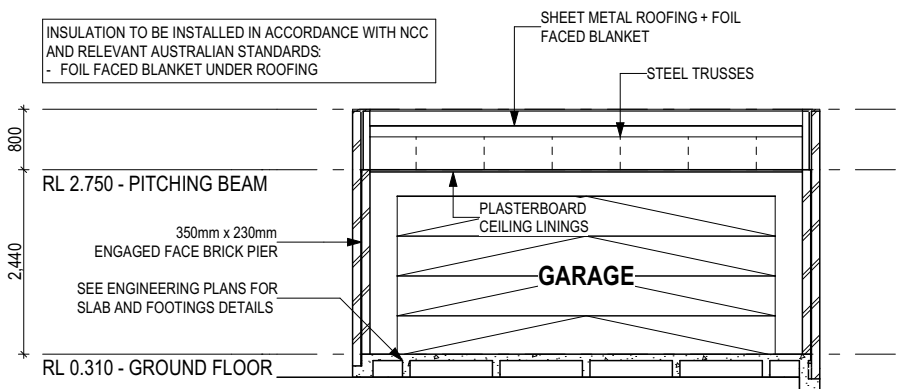 INSULATION TO BE INSTALLED IN ACCORDANCE WITH NCC
AND RELEVANT AUSTRALIAN STANDARDS:
- FOIL FACED BLANKET UNDER ROOFING
SHEET METAL ROOFING + FOIL
FACED BLANKET
STEEL TRUSSES
800
RL 2.750 - PITCHING BEAM
PLASTERBOARD
CEILING LININGS
350mm x 230mm
ENGAGED FACE BRICK PIER
2,440
GARAGE
SEE ENGINEERING PLANS FOR
SLAB AND FOOTINGS DETAILS
RL 0.310 - GROUND FLOOR